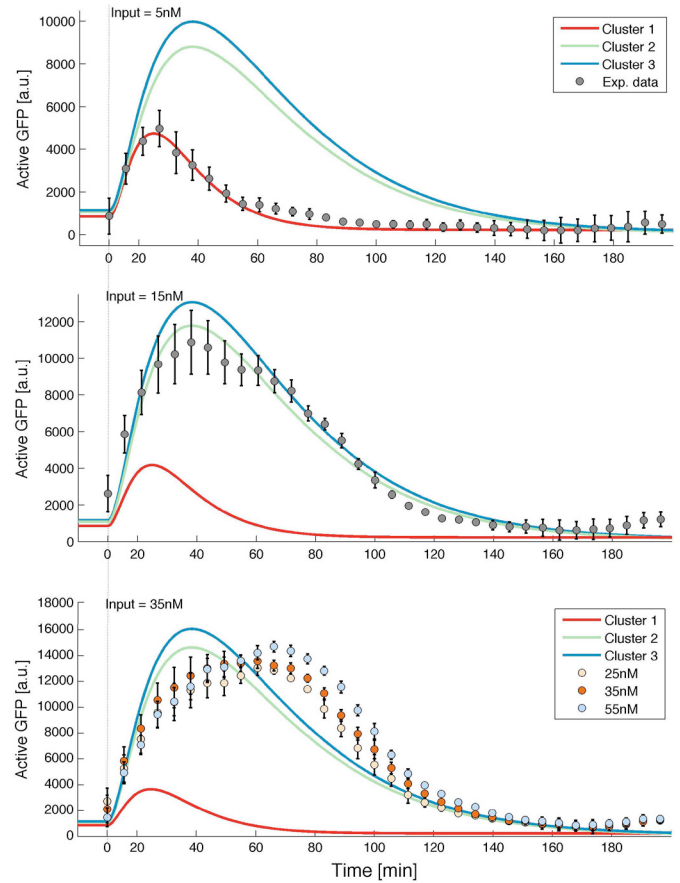 Input = 5nM
Active GFP [a.u.]
10000
8000
6000
4000
2000
0
0 20 40 60 80 100 120 140 160 180
Cluster 1
Cluster 2
Cluster 3
Exp. data
Input = 15nM
Active GFP [a.u.]
12000
10000
8000
6000
4000
2000
0
0 20 40 60 80 100 120 140 160 180
Input = 35nM
Active GFP [a.u.]
18000
16000
14000
12000
10000
8000
6000
4000
2000
0
0 20 40 60 80 100 120 140 160 180
Cluster 1
Cluster 2
Cluster 3
25nM
35nM
55nM
Time [min]